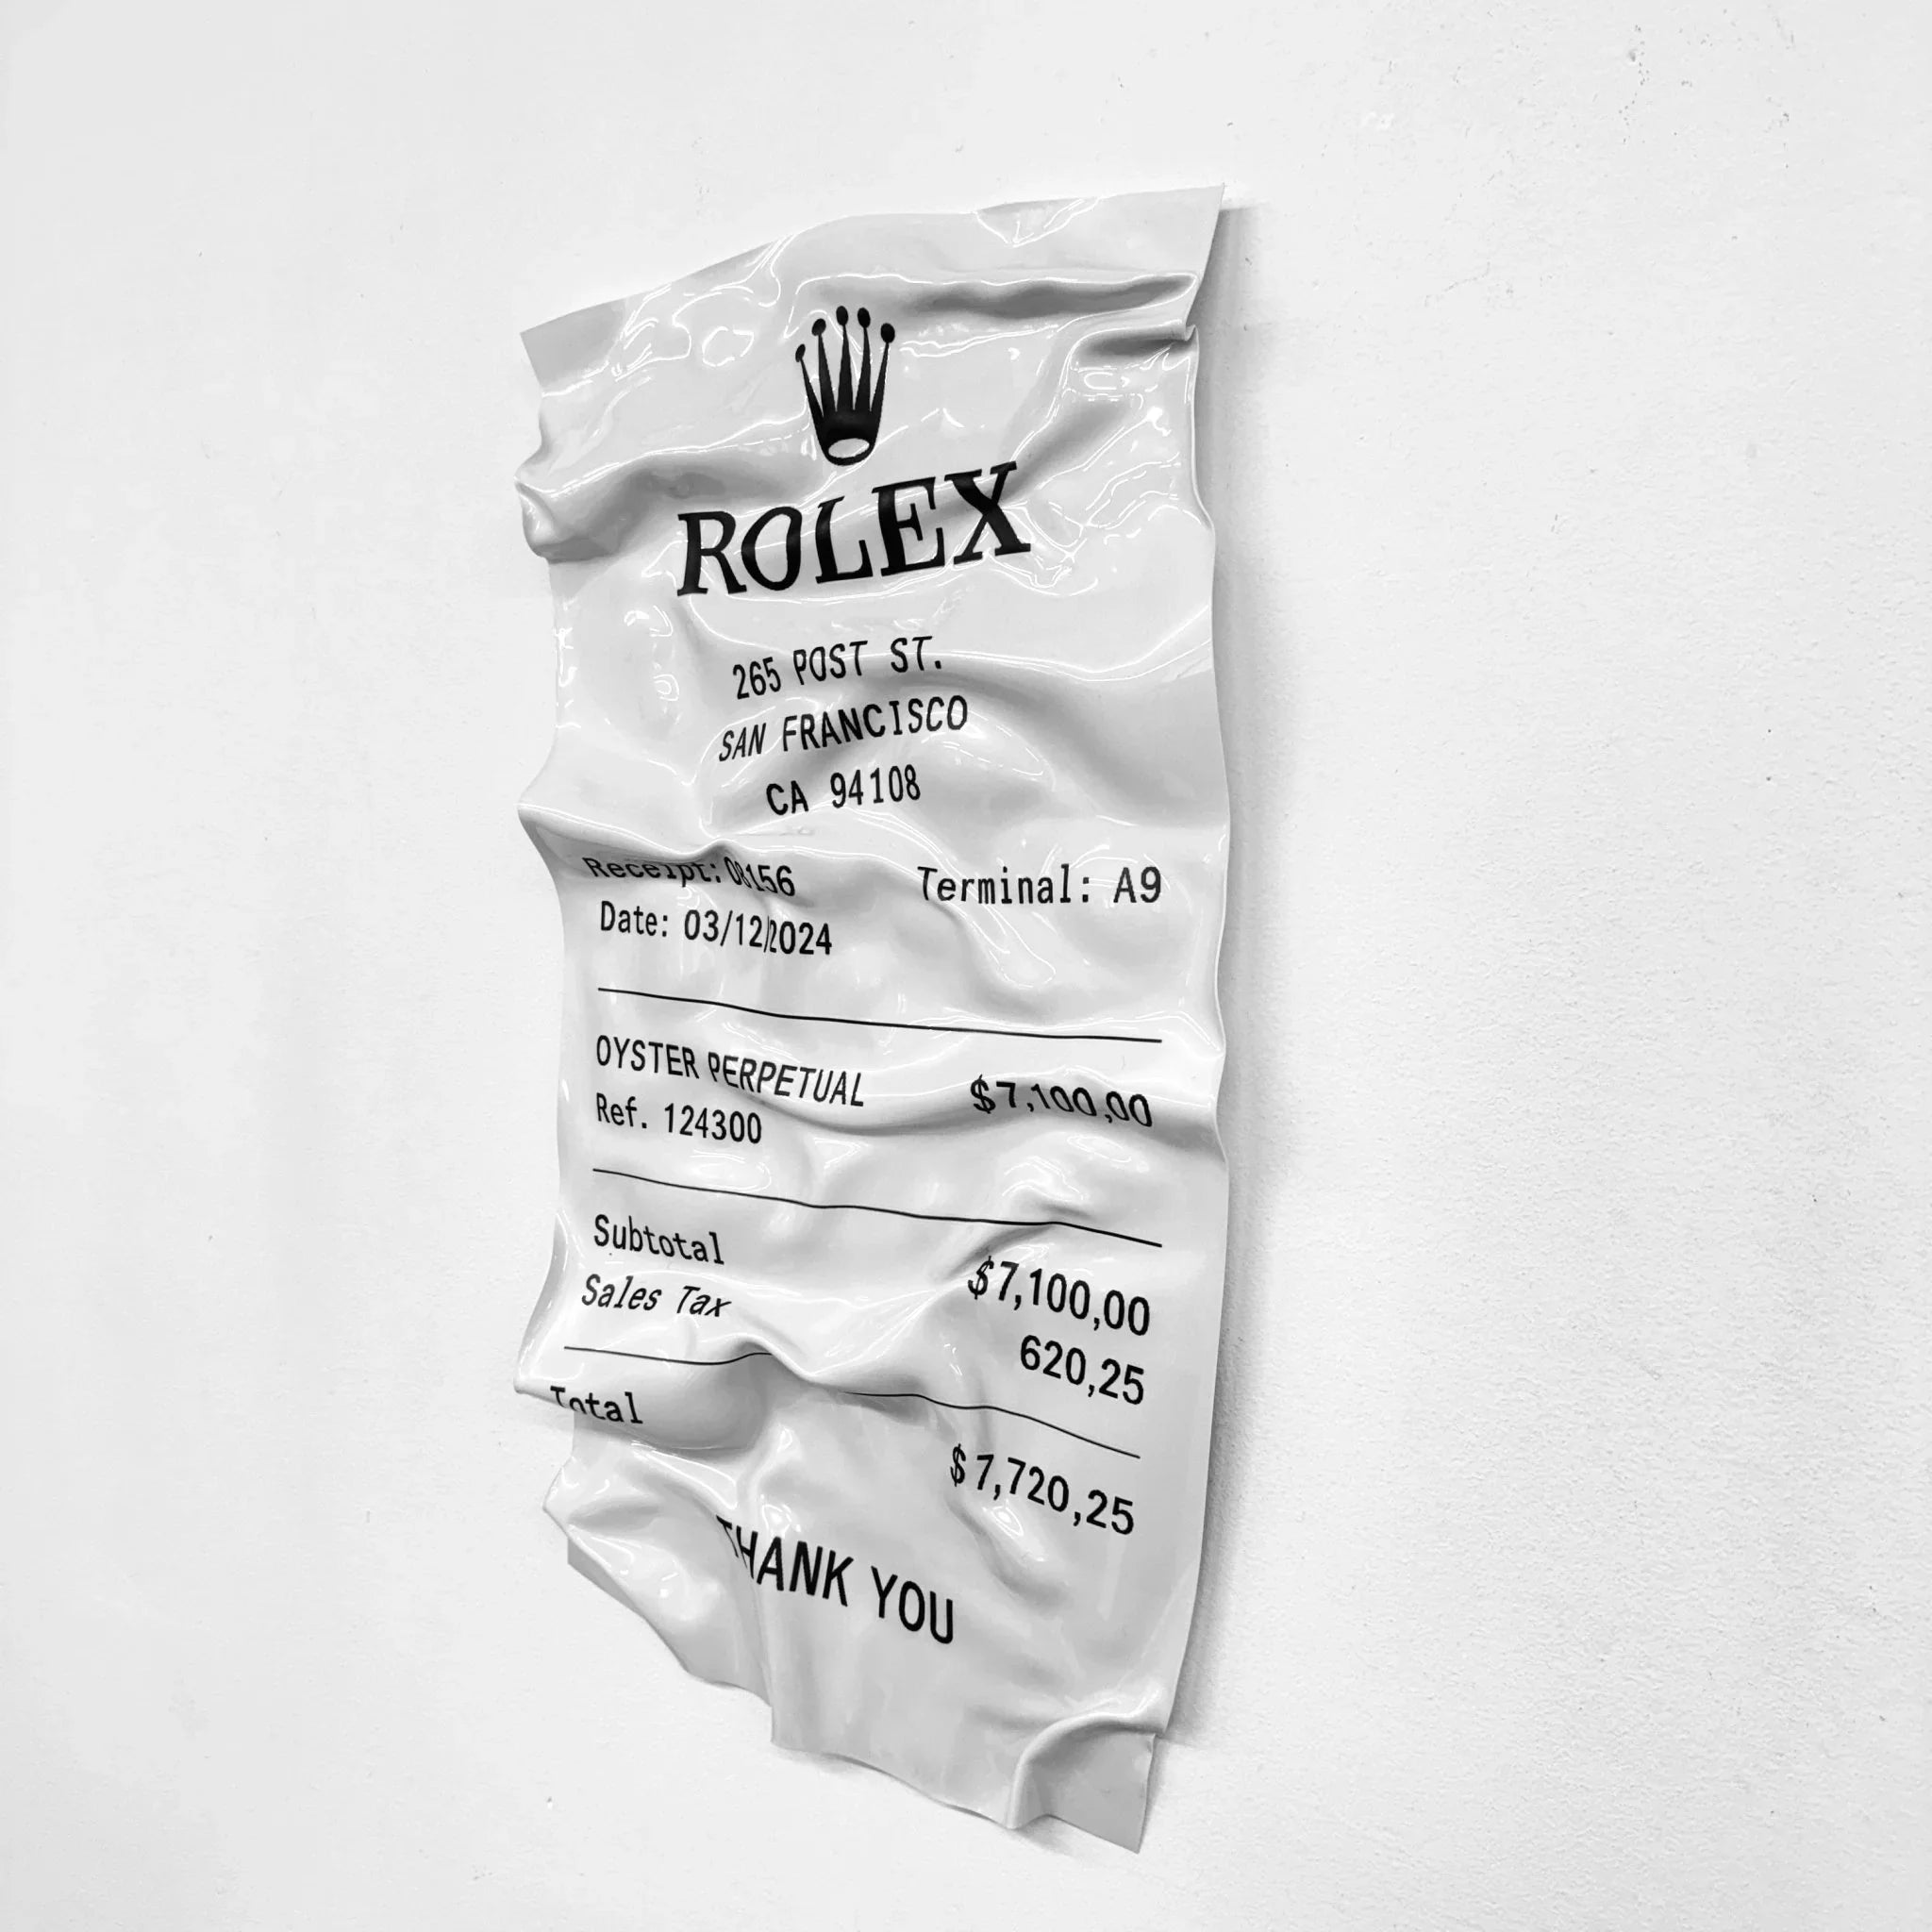 ROLEX
265 POST ST.
SAN FRANCISCO
CA 94108
Receipt: 08156 Terminal: A9
Date: 03/12/2024
OYSTER PERPETUAL $7,100,00
Ref. 124300
Subtotal $7,100,00
Sales Tax 620,25
Total $7,720,25
THANK YOU